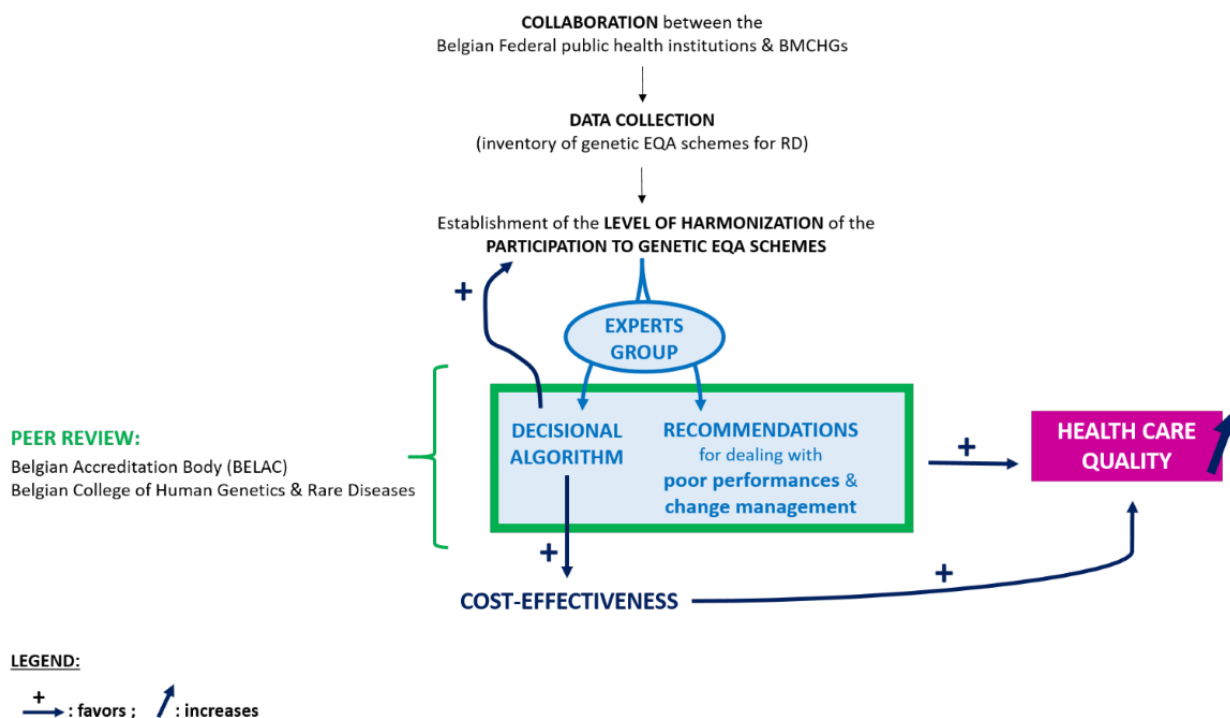 COLLABORATION between the
Belgian Federal public health institutions & BMCHGs
DATA COLLECTION
(inventory of genetic EQA schemes for RD)
Establishment of the LEVEL OF HARMONIZATION of the
PARTICIPATION TO GENETIC EQA SCHEMES
+
EXPERTS
GROUP
PEER REVIEW:
Belgian Accreditation Body (BELAC)
Belgian College of Human Genetics & Rare Diseases
DECISIONAL
ALGORITHM
RECOMMENDATIONS
for dealing with
poor performances &
change management
+
HEALTH CARE
QUALITY
+
COST-EFFECTIVENESS
+
LEGEND:
+
: favors ; : increases